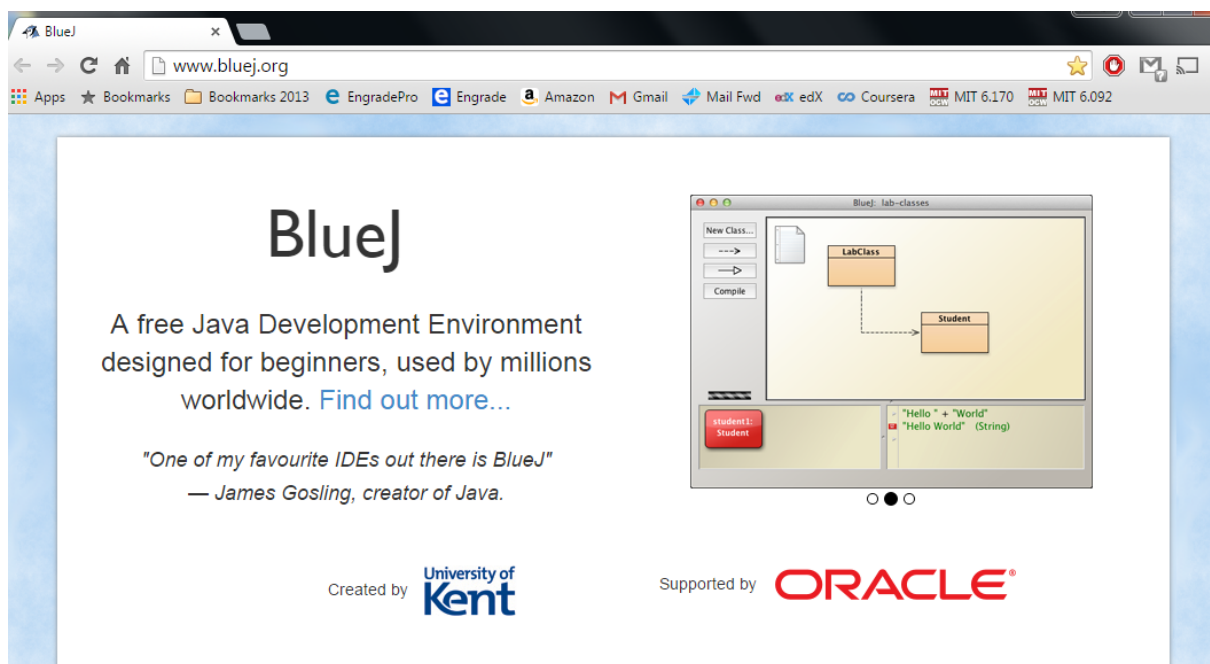 BlueJ
www.bluej.org
Apps Bookmarks Bookmarks 2013 EngradePro Engrade Amazon Gmail Mail Fwd edX Coursera MIT 6.170 MIT 6.092
BlueJ
A free Java Development Environment
designed for beginners, used by millions
worldwide. Find out more...
"One of my favourite IDEs out there is BlueJ"
— James Gosling, creator of Java.
BlueJ: lab-classes
New Class...
Compile
LabClass
Student
student1:
Student
"Hello " + "World"
"Hello World" (String)
Created by University of Kent
Supported by ORACLE®